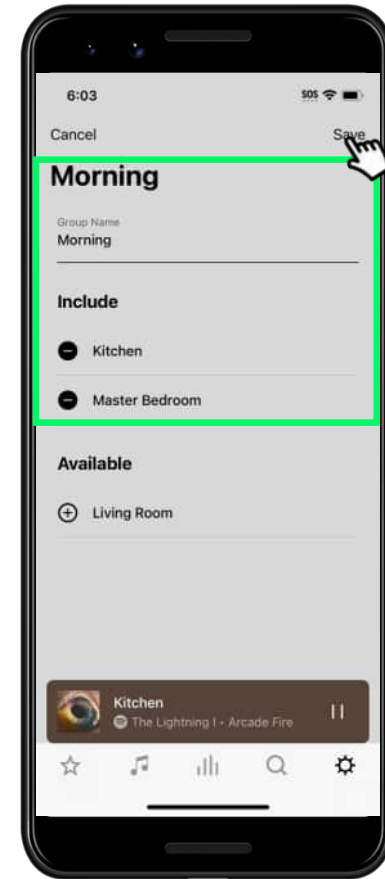 6:03 SOS
Cancel Save
Morning
Group Name
Morning
Include
Kitchen
Master Bedroom
Available
Living Room
Kitchen
The Lightning I • Arcade Fire